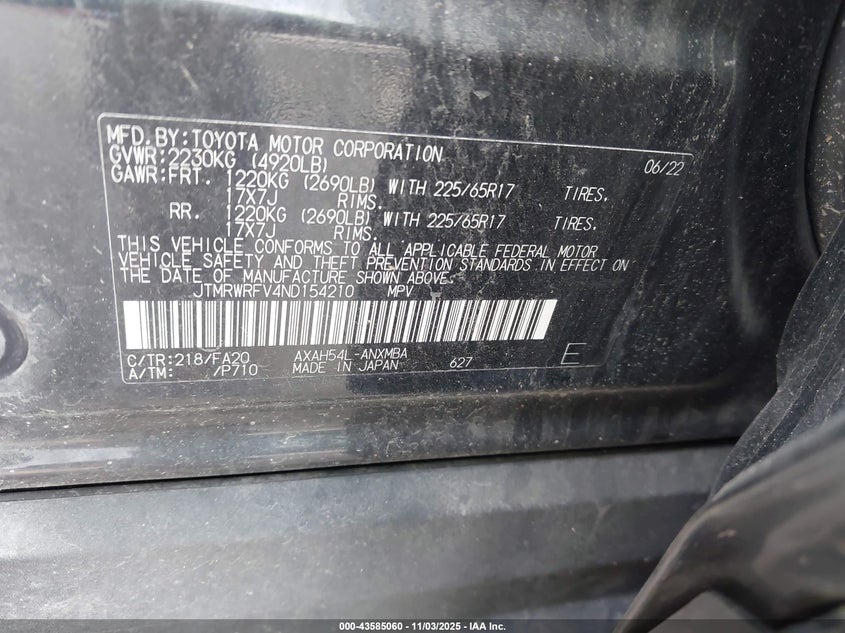 MFD.BY:TOYOTA MOTOR CORPORATION 06/22
GVWR:2230KG (4920LB)
GAWR:FRT. 1220KG (2690LB) WITH 225/65R17 TIRES.
17X7J RIMS.
RR. 1220KG (2690LB) WITH 225/65R17 TIRES.
17X7J RIMS.
THIS VEHICLE CONFORMS TO ALL APPLICABLE FEDERAL MOTOR
VEHICLE SAFETY AND THEFT PREVENTION STANDARDS IN EFFECT ON
THE DATE OF MANUFACTURE SHOWN ABOVE.
JTMRWRFV4ND154210 MPV
C/TR:218/FA20 AXAH54L-ANXMBA
A/TM: /P710 MADE IN JAPAN 627 E
000-43585060 - 11/03/2025 - IAA Inc.